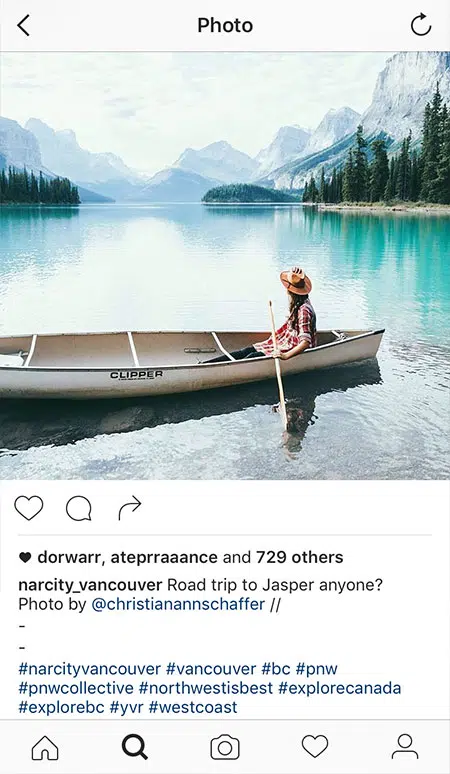 Photo
CLIPPER
dorwarr, ateprraaance and 729 others
narcity_vancouver Road trip to Jasper anyone?
Photo by @christianannschaffer //
-
-
#narcityvancouver #vancouver #bc #pnw
#pnwcollective #northwestisbest #explorecanada
#explorebc #yvr #westcoast